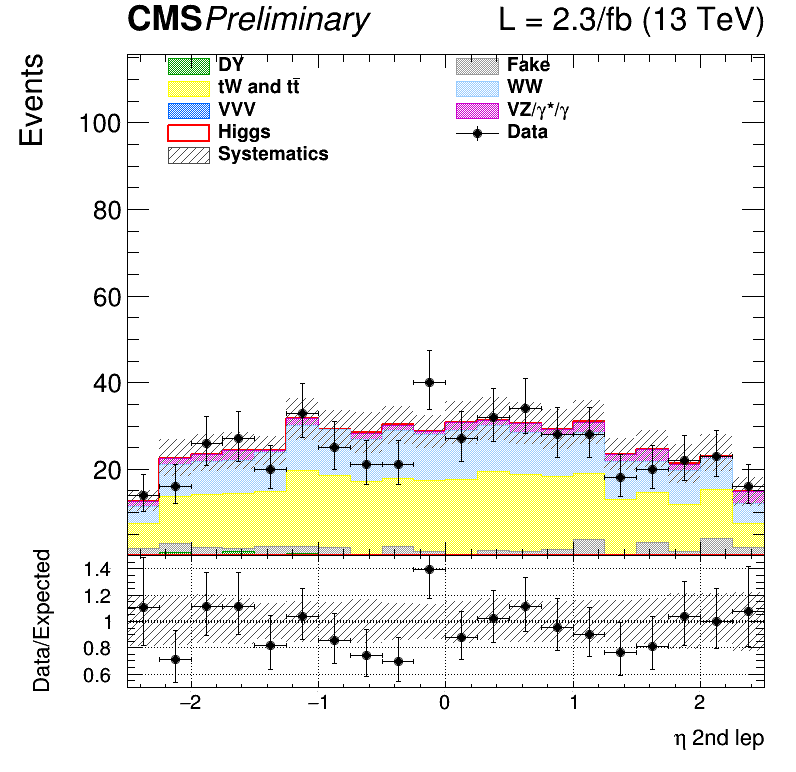 CMS Preliminary L = 2.3/fb (13 TeV)
Events
DY Fake
tW and tt̄ WW
VVV VZ/γ*/γ
Higgs Data
Systematics
100
80
60
40
20
Data/Expected
1.4
1.2
1
0.8
0.6
−2 −1 0 1 2
η 2nd lep